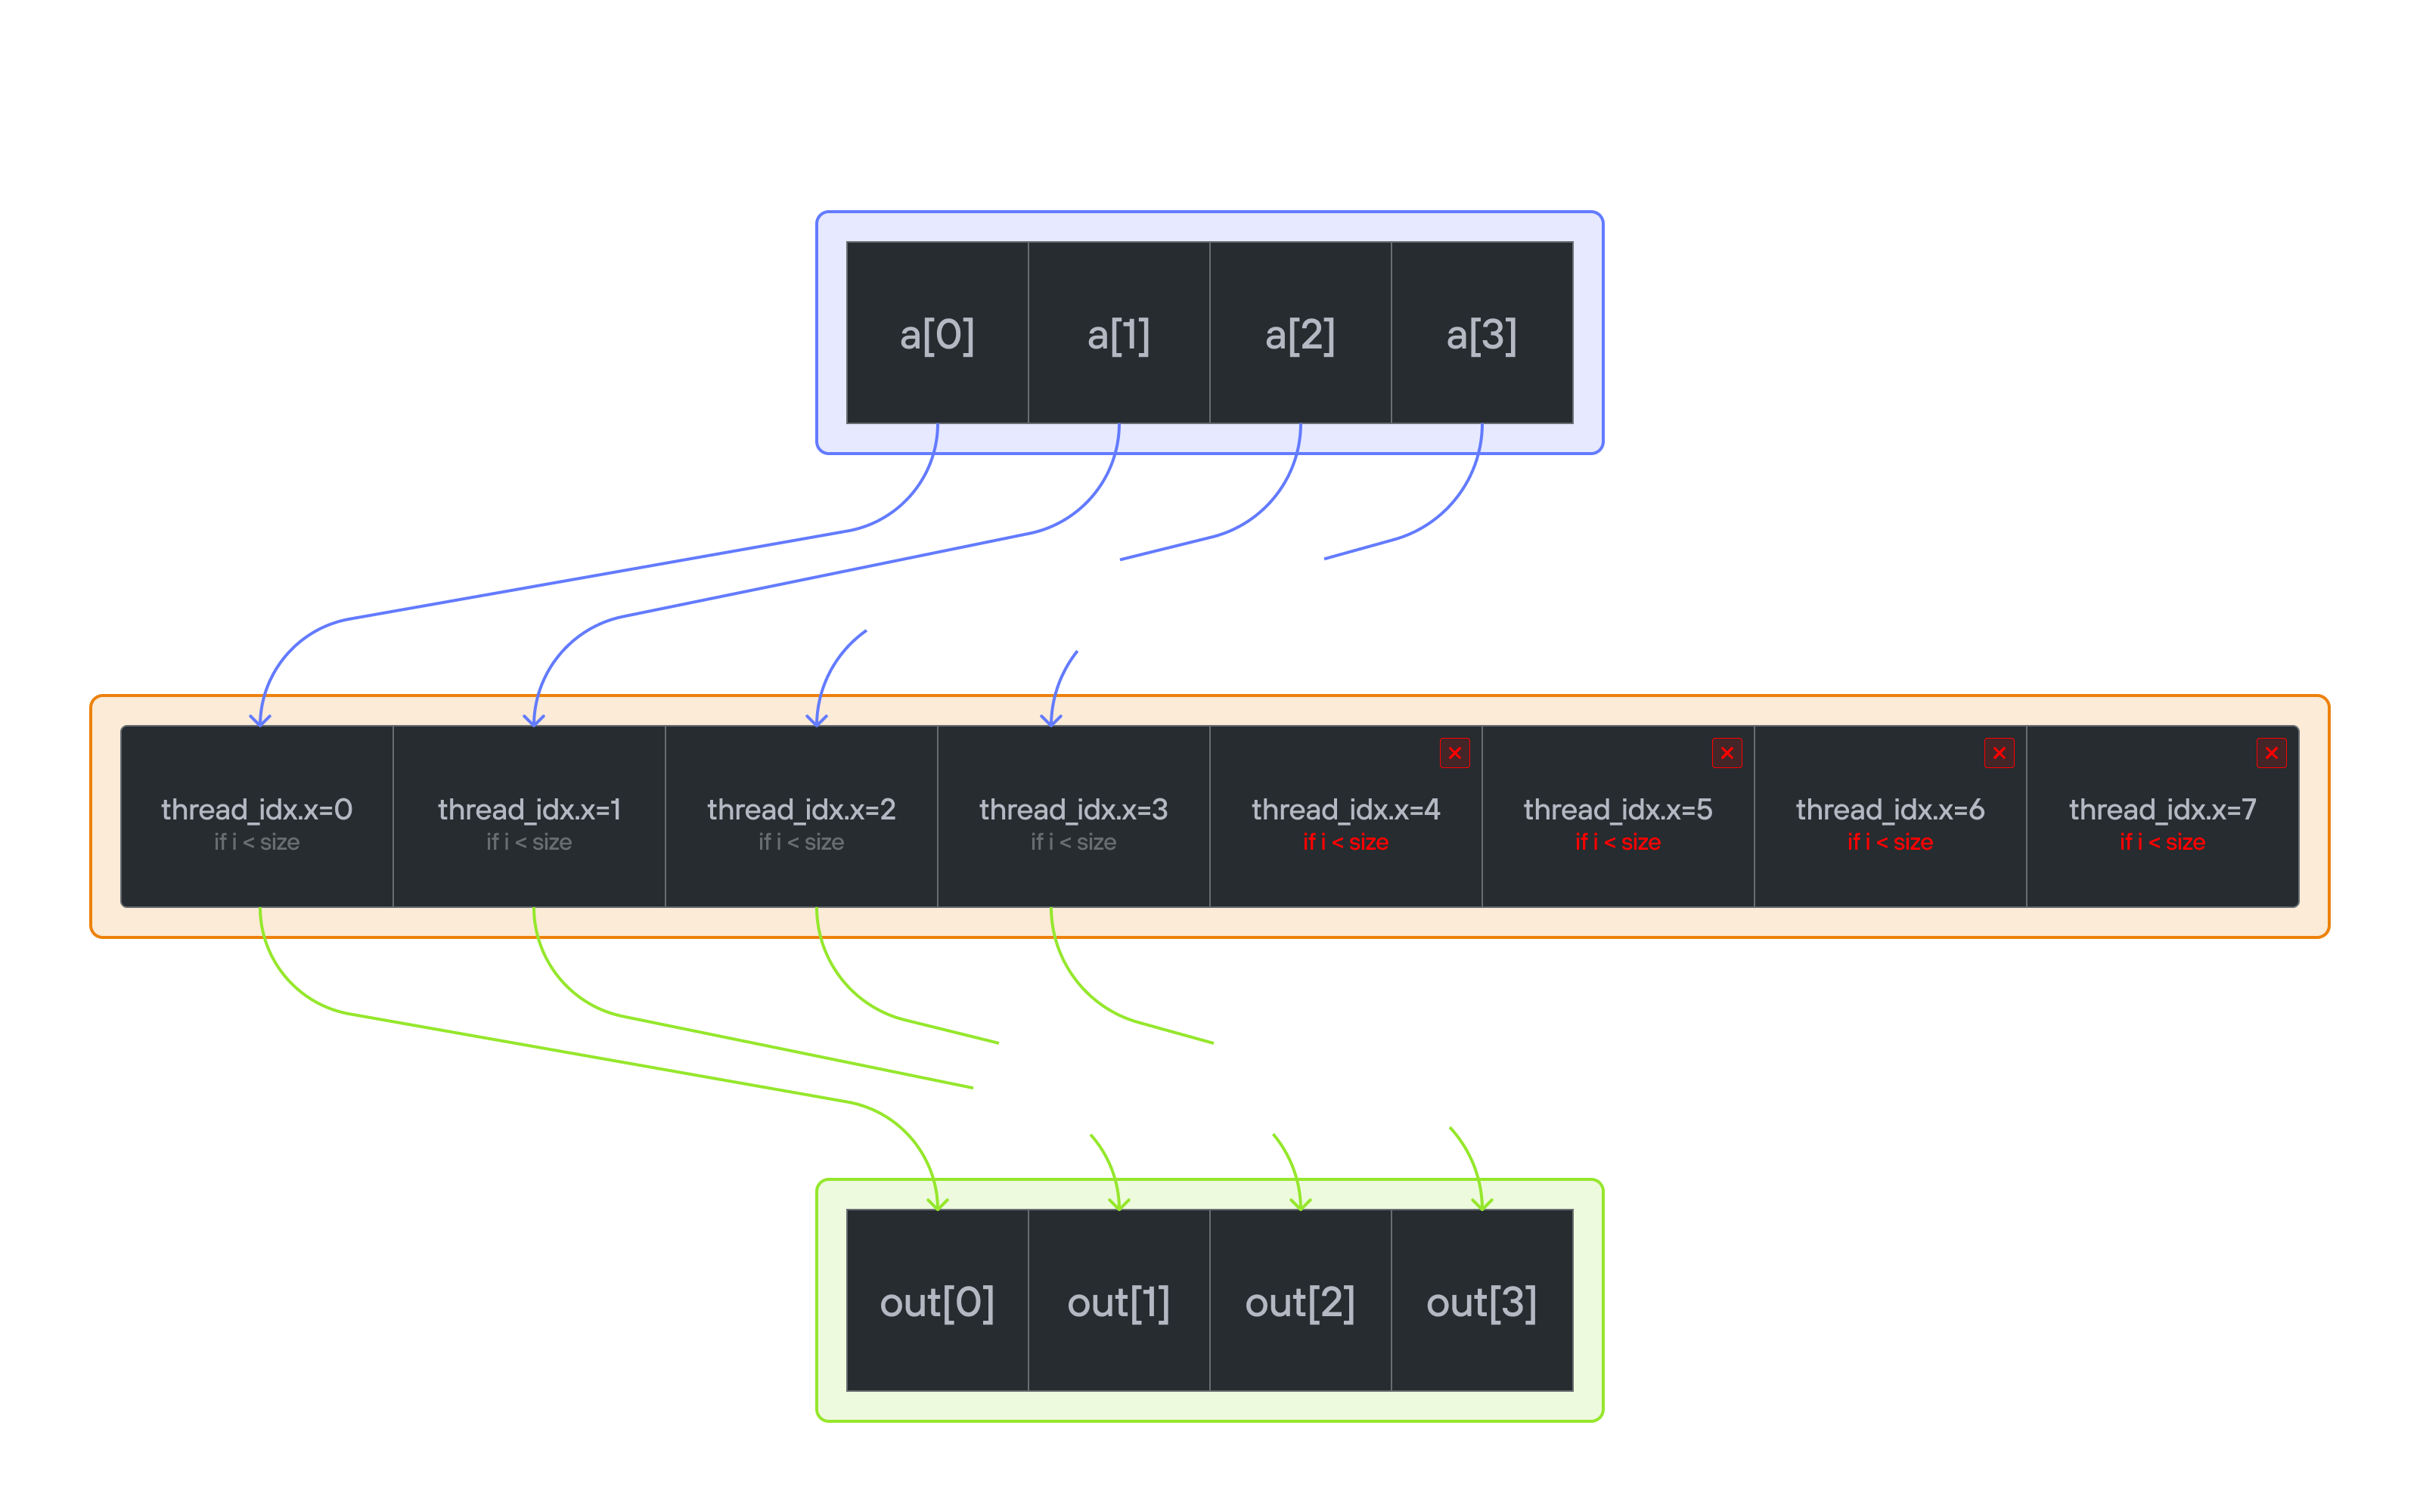 a[0] a[1] a[2] a[3]
thread_idx.x=0 thread_idx.x=1 thread_idx.x=2 thread_idx.x=3 thread_idx.x=4 thread_idx.x=5 thread_idx.x=6 thread_idx.x=7
if i < size if i < size if i < size if i < size if i < size if i < size if i < size if i < size
out[0] out[1] out[2] out[3]